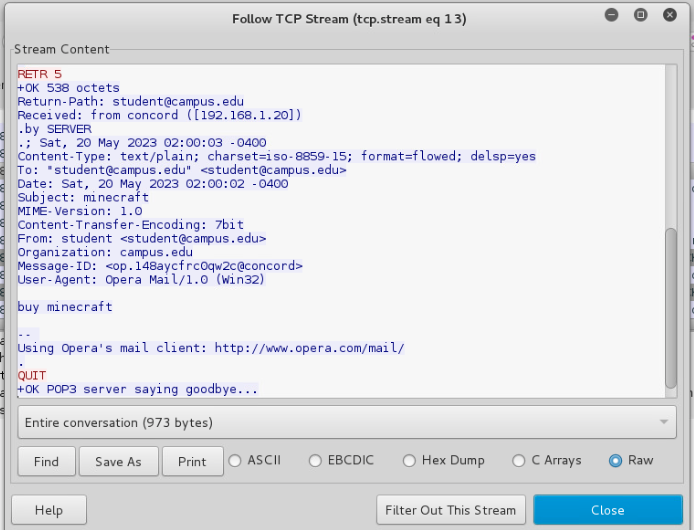 Follow TCP Stream (tcp.stream eq 13)
Stream Content
RETR 5
+OK 538 octets
Return-Path: student@campus.edu
Received: from concord ([192.168.1.20])
.by SERVER
.; Sat, 20 May 2023 02:00:03 -0400
Content-Type: text/plain; charset=iso-8859-15; format=flowed; delsp=yes
To: "student@campus.edu" <student@campus.edu>
Date: Sat, 20 May 2023 02:00:02 -0400
Subject: minecraft
MIME-Version: 1.0
Content-Transfer-Encoding: 7bit
From: student <student@campus.edu>
Organization: campus.edu
Message-ID: <op.148aycfrc0qw2c@concord>
User-Agent: Opera Mail/1.0 (Win32)
buy minecraft
--
Using Opera's mail client: http://www.opera.com/mail/
.
QUIT
+OK POP3 server saying goodbye...
Entire conversation (973 bytes)
Find Save As Print ASCII EBCDIC Hex Dump C Arrays Raw
Help Filter Out This Stream Close